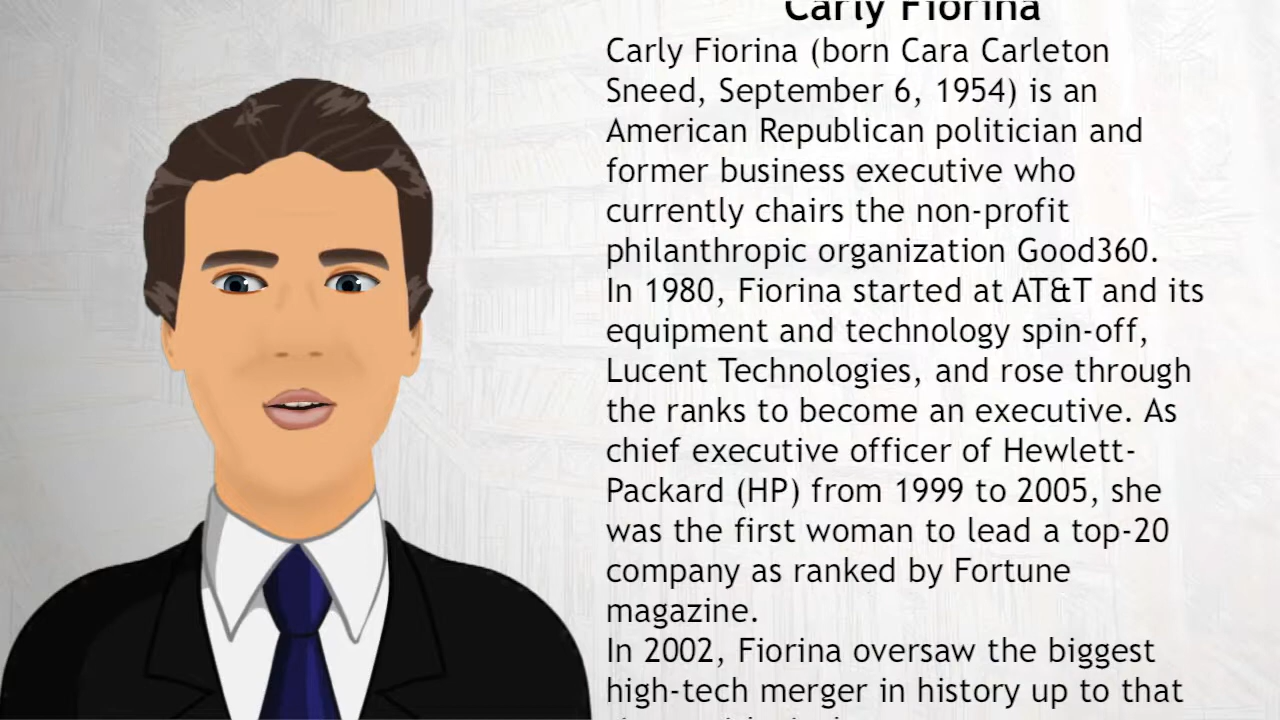 Carly Fiorina
Carly Fiorina (born Cara Carleton
Sneed, September 6, 1954) is an
American Republican politician and
former business executive who
currently chairs the non-profit
philanthropic organization Good360.
In 1980, Fiorina started at AT&T and its
equipment and technology spin-off,
Lucent Technologies, and rose through
the ranks to become an executive. As
chief executive officer of Hewlett-
Packard (HP) from 1999 to 2005, she
was the first woman to lead a top-20
company as ranked by Fortune
magazine.
In 2002, Fiorina oversaw the biggest
high-tech merger in history up to that